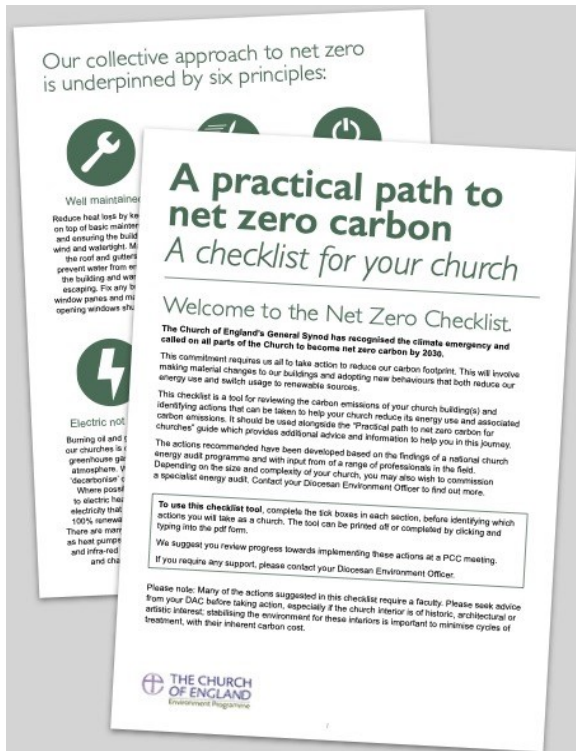 Our collective approach to net zero
is underpinned by six principles:
Well maintained
Reduce heat loss by
on top of basic
and ensuring the
wind and watertight.
the roof and gutters
prevent water from
the building and
escaping. Fix any
window panes and
opening windows
Electric not
Burning oil and
our churches is
greenhouse
atmosphere.
'decarbonise'
Where
to electric
electricity that
100%
There are
as heat pumps
and infra-red
and
A practical path to
net zero carbon
A checklist for your church
Welcome to the Net Zero Checklist.
The Church of England's General Synod has recognised the climate emergency and
called on all parts of the Church to become net zero carbon by 2030.
This commitment requires us all to take action to reduce our carbon footprint. This will involve
making material changes to our buildings and adopting new behaviours that both reduce our
energy use and switch usage to renewable sources.
This checklist is a tool for reviewing the carbon emissions of your church building(s) and
identifying actions that can be taken to help your church reduce its energy use and associated
carbon emissions. It should be used alongside the "Practical path to net zero carbon for
churches" guide which provides additional advice and information to help you in this journey.
The actions recommended have been developed based on the findings of a national church
energy audit programme and with input from of a range of professionals in the field.
Depending on the size and complexity of your church, you may also wish to commission
a specialist energy audit. Contact your Diocesan Environment Officer to find out more.
To use this checklist tool, complete the tick boxes in each section, before identifying which
actions you will take as a church. The tool can be printed off or completed by clicking and
typing into the pdf form.
We suggest you review progress towards implementing these actions at a PCC meeting.
If you require any support, please contact your Diocesan Environment Officer.
Please note: Many of the actions suggested in this checklist require a faculty. Please seek advice
from your DAC before taking action, especially if the church interior is of historic, architectural or
artistic interest: stabilising the environment for these interiors is important to minimise cycles of
treatment, with their inherent carbon cost.
THE CHURCH
OF ENGLAND
Environment Programme